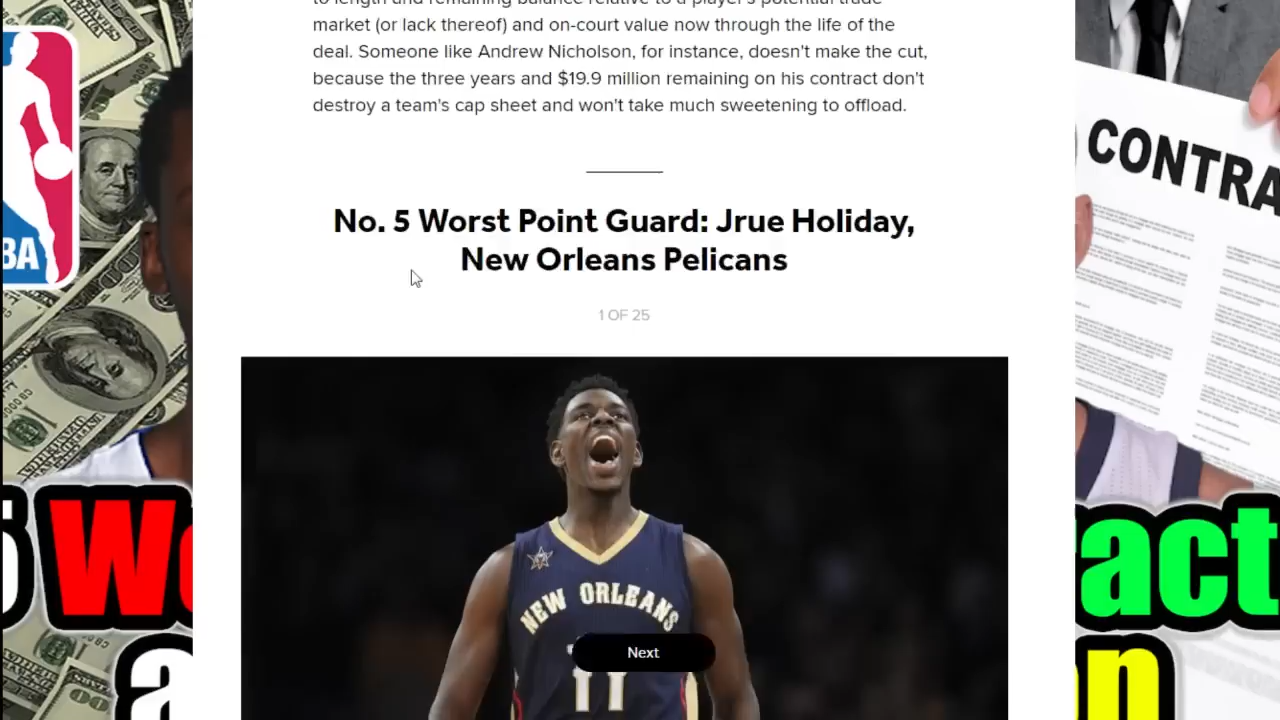 market (or lack thereof) and on-court value now through the life of the
deal. Someone like Andrew Nicholson, for instance, doesn't make the cut,
because the three years and $19.9 million remaining on his contract don't
destroy a team's cap sheet and won't take much sweetening to offload.
CONTRA
BA
No. 5 Worst Point Guard: Jrue Holiday,
New Orleans Pelicans
1 OF 25
5 Wo
act
NEW ORLEANS
Next
11
a
n